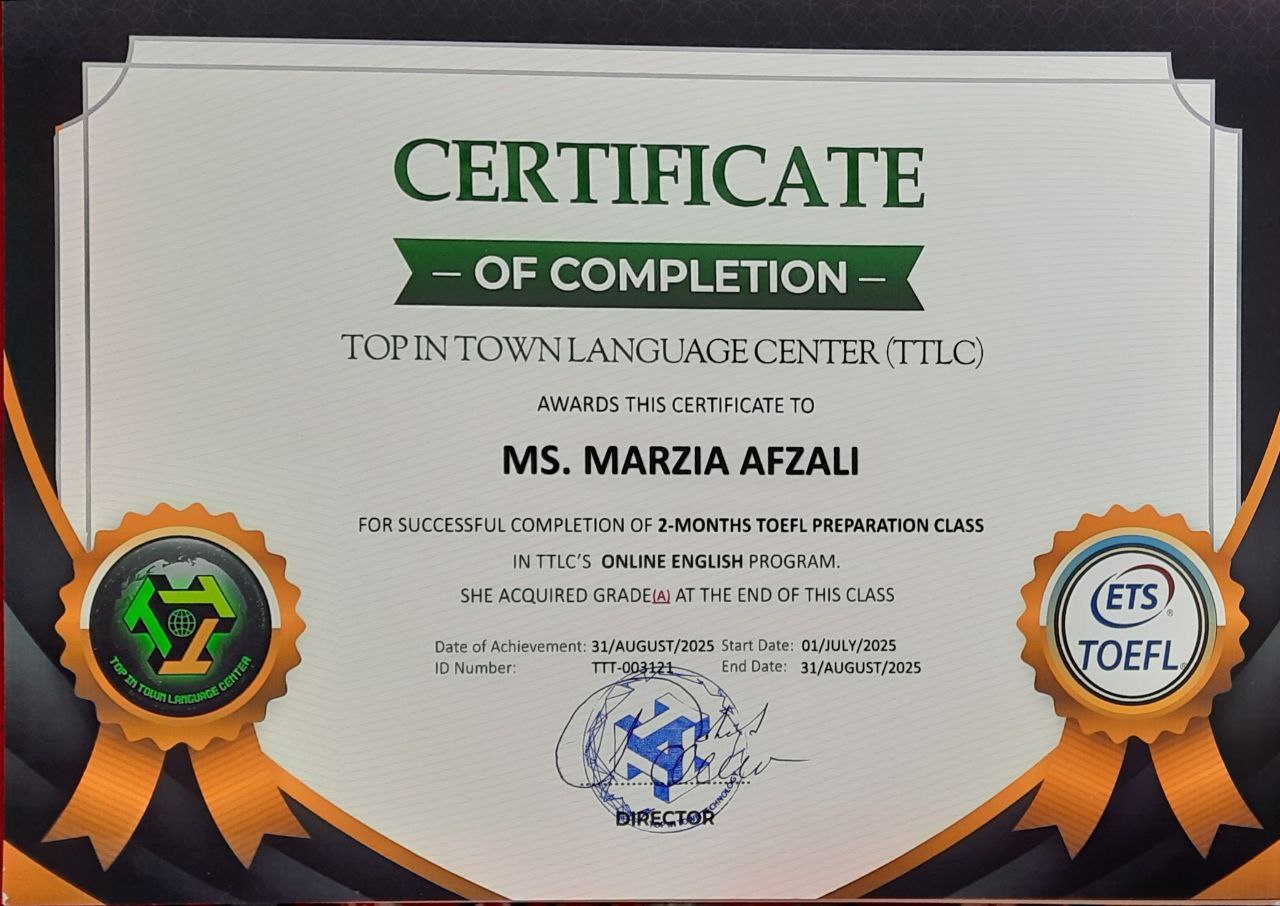 CERTIFICATE
– OF COMPLETION –
TOP IN TOWN LANGUAGE CENTER (TTLC)
AWARDS THIS CERTIFICATE TO
MS. MARZIA AFZALI
FOR SUCCESSFUL COMPLETION OF 2-MONTHS TOEFL PREPARATION CLASS
IN TTLC’S ONLINE ENGLISH PROGRAM.
SHE ACQUIRED GRADE(A) AT THE END OF THIS CLASS
Date of Achievement: 31/AUGUST/2025 Start Date: 01/JULY/2025
ID Number: TTT-003121 End Date: 31/AUGUST/2025
DIRECTOR
TOP IN TOWN LANGUAGE CENTER
ETS®
TOEFL®